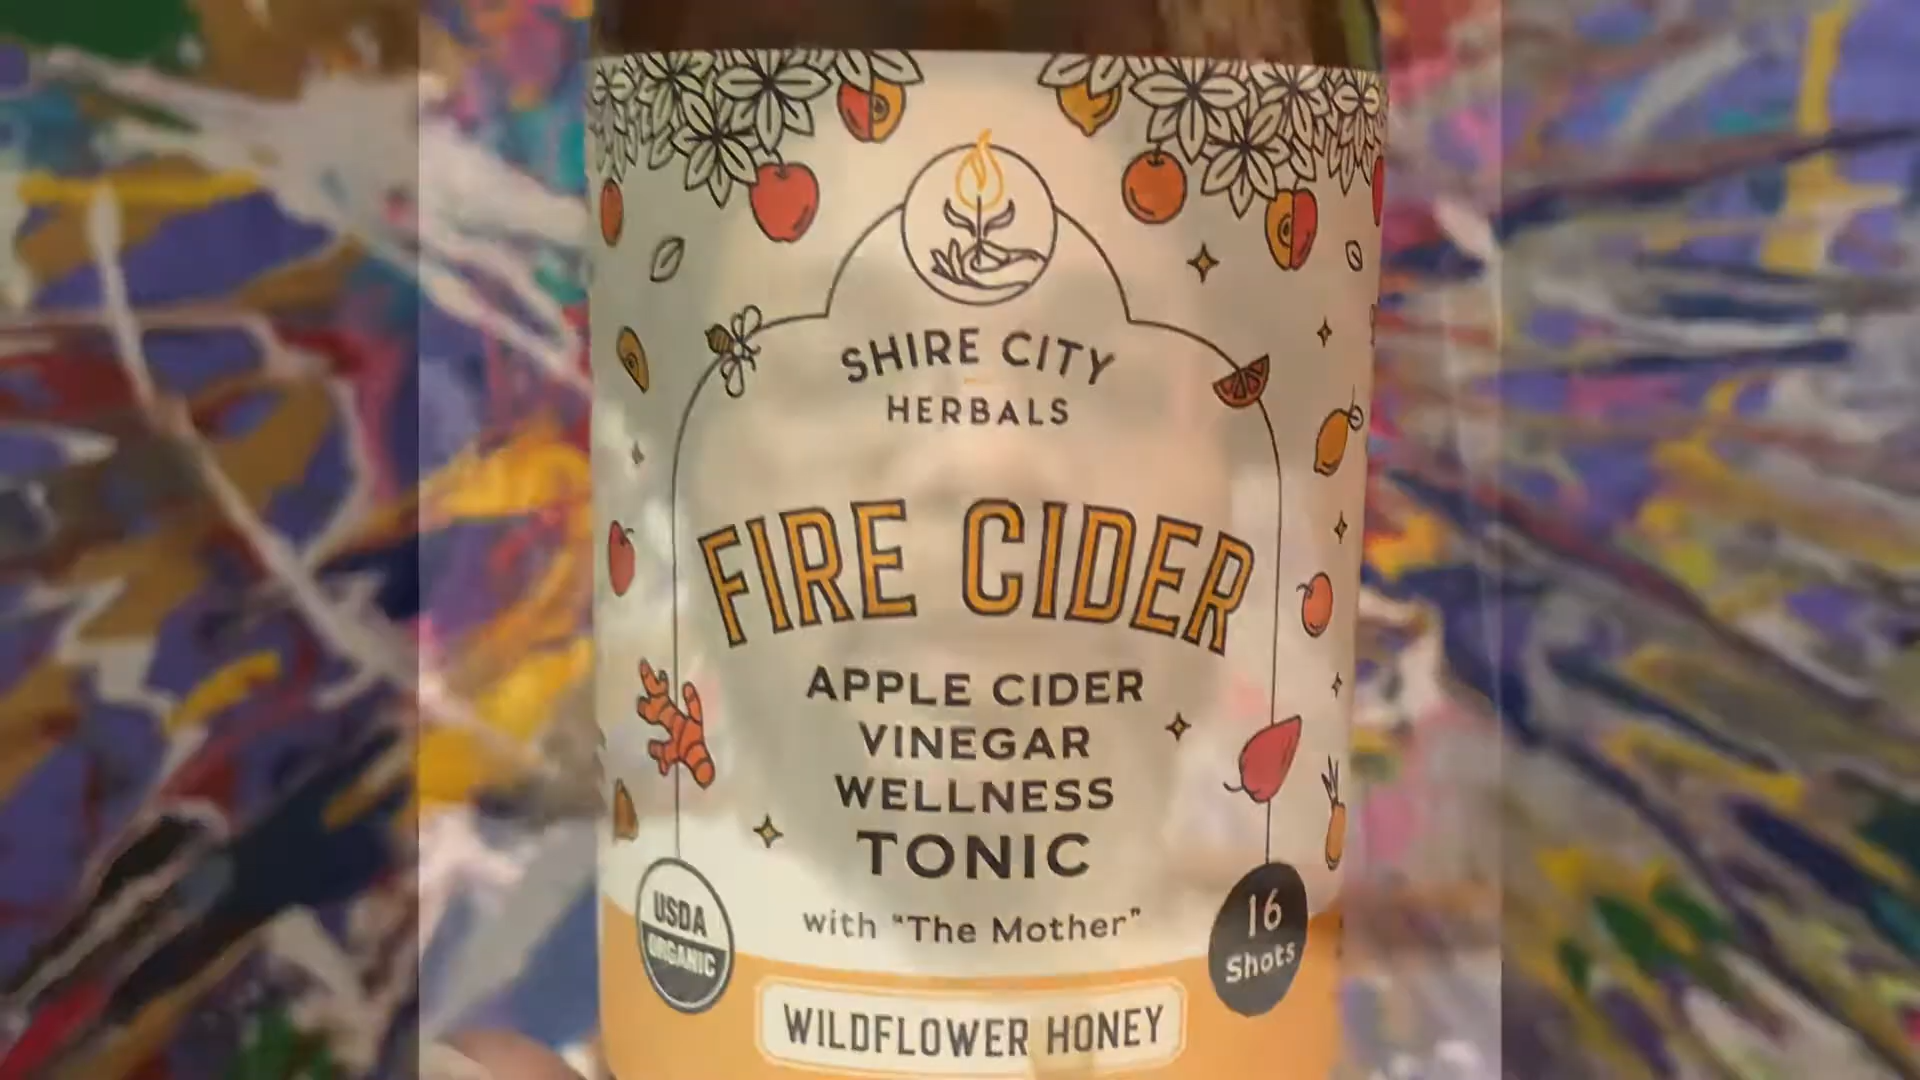 SHIRE CITY
HERBALS
FIRE CIDER
APPLE CIDER
VINEGAR
WELLNESS
TONIC
with "The Mother"
USDA
ORGANIC
16
Shots
WILDFLOWER HONEY